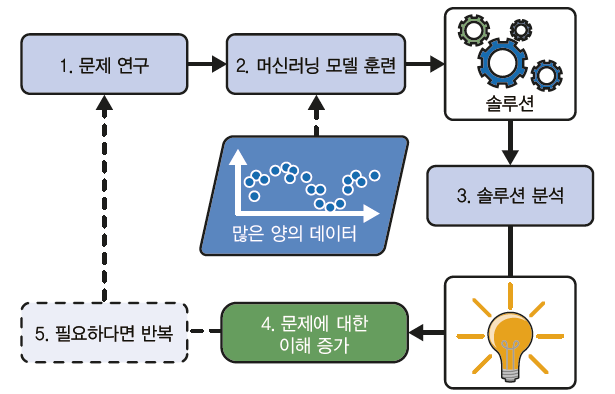 1. 문제 연구
2. 머신러닝 모델 훈련
솔루션
많은 양의 데이터
3. 솔루션 분석
4. 문제에 대한
이해 증가
5. 필요하다면 반복